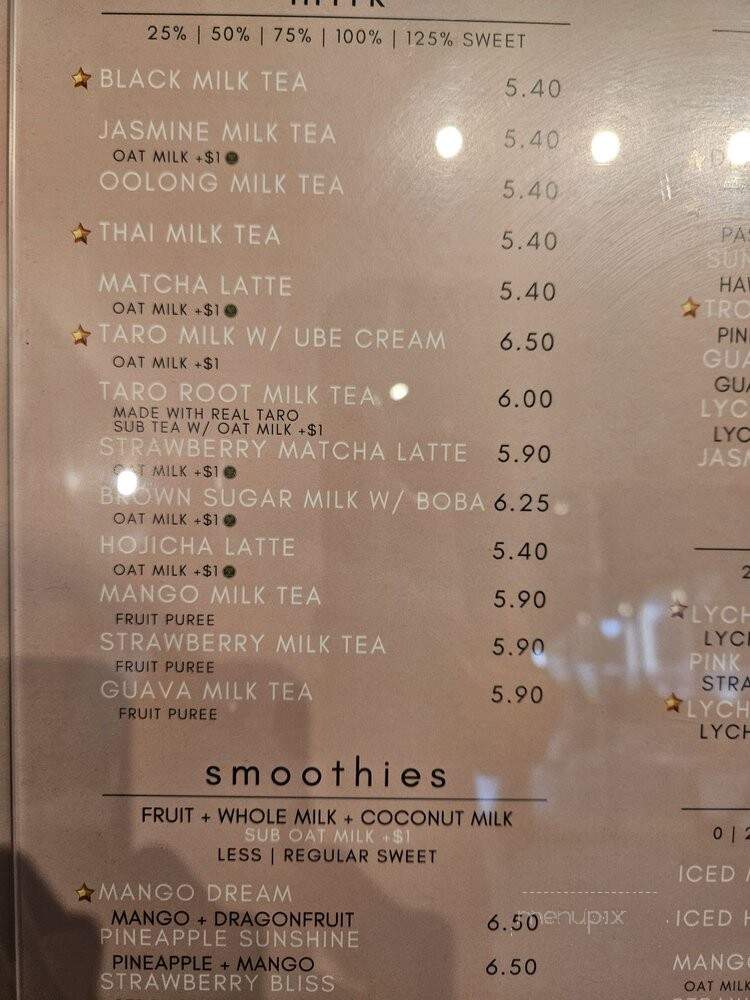 25% | 50% | 75% | 100% | 125% SWEET
BLACK MILK TEA 5.40
JASMINE MILK TEA 5.40
OAT MILK +$1
OOLONG MILK TEA 5.40
THAI MILK TEA 5.40
MATCHA LATTE 5.40
OAT MILK +$1
TARO MILK W/ UBE CREAM 6.50
OAT MILK +$1
TARO ROOT MILK TEA 6.00
MADE WITH REAL TARO
SUB TEA W/ OAT MILK +$1
STRAWBERRY MATCHA LATTE 5.90
OAT MILK +$1
BROWN SUGAR MILK W/ BOBA 6.25
OAT MILK +$1
HOJICHA LATTE 5.40
OAT MILK +$1
MANGO MILK TEA 5.90
FRUIT PUREE
STRAWBERRY MILK TEA 5.90
FRUIT PUREE
GUAVA MILK TEA 5.90
FRUIT PUREE
smoothies
FRUIT + WHOLE MILK + COCONUT MILK
SUB OAT MILK +$1
LESS | REGULAR SWEET
MANGO DREAM
MANGO + DRAGONFRUIT 6.50
PINEAPPLE SUNSHINE
PINEAPPLE + MANGO 6.50
STRAWBERRY BLISS
menupix
PINK
ICED
ICED
OAT MILK